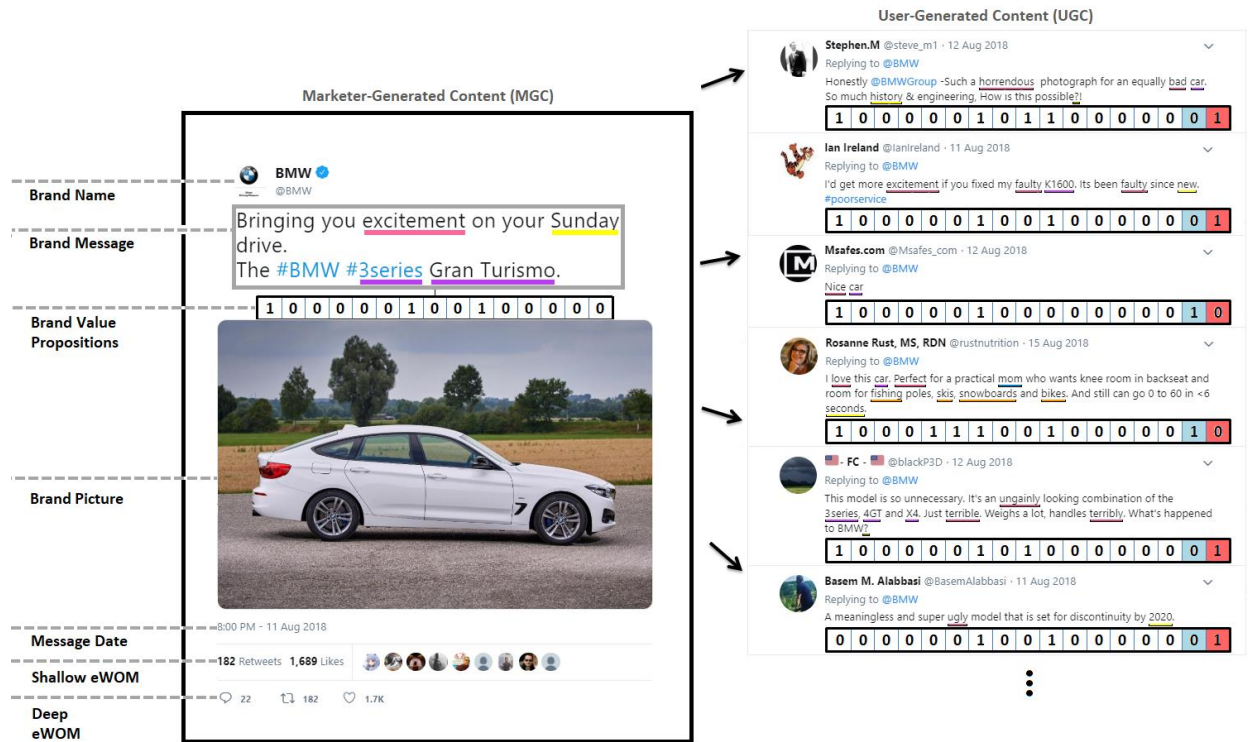 Marketer-Generated Content (MGC)
Brand Name
Brand Message
Brand Value
Propositions
Brand Picture
Message Date
Shallow eWOM
Deep
eWOM
BMW
@BMW
Bringing you excitement on your Sunday
drive.
The #BMW #3series Gran Turismo.
1 0 0 0 0 0 1 0 0 1 0 0 0 0 0
8:00 PM - 11 Aug 2018
182 Retweets 1,689 Likes
22 182 1.7K
User-Generated Content (UGC)
Stephen.M @steve_m1 · 12 Aug 2018
Replying to @BMW
Honestly @BMWGroup -Such a horrendous photograph for an equally bad car.
So much history & engineering, How is this possible?!
1 0 0 0 0 0 1 0 1 1 0 0 0 0 0 0 1
Ian Ireland @IanIreland · 11 Aug 2018
Replying to @BMW
I'd get more excitement if you fixed my faulty K1600. Its been faulty since new.
#poorservice
1 0 0 0 0 0 1 0 0 1 0 0 0 0 0 0 1
Msafes.com @Msafes_com · 12 Aug 2018
Replying to @BMW
M
Nice car
1 0 0 0 0 0 1 0 0 0 0 0 0 0 0 1 0
Rosanne Rust, MS, RDN @rustnutrition · 15 Aug 2018
Replying to @BMW
I love this car. Perfect for a practical mom who wants knee room in backseat and
room for fishing poles, skis, snowboards and bikes. And still can go 0 to 60 in <6
seconds.
1 0 0 0 1 1 1 0 0 1 0 0 0 0 0 1 0
- FC - @blackP3D · 12 Aug 2018
Replying to @BMW
This model is so unnecessary. It's an ungainly looking combination of the
3series, 4GT and X4. Just terrible. Weighs a lot, handles terribly. What's happened
to BMW?
1 0 0 0 0 0 1 0 1 0 0 0 0 0 0 0 1
Basem M. Alabbasi @BasemAlabbasi · 11 Aug 2018
Replying to @BMW
A meaningless and super ugly model that is set for discontinuity by 2020.
0 0 0 0 0 0 1 0 0 1 0 0 0 0 0 0 1